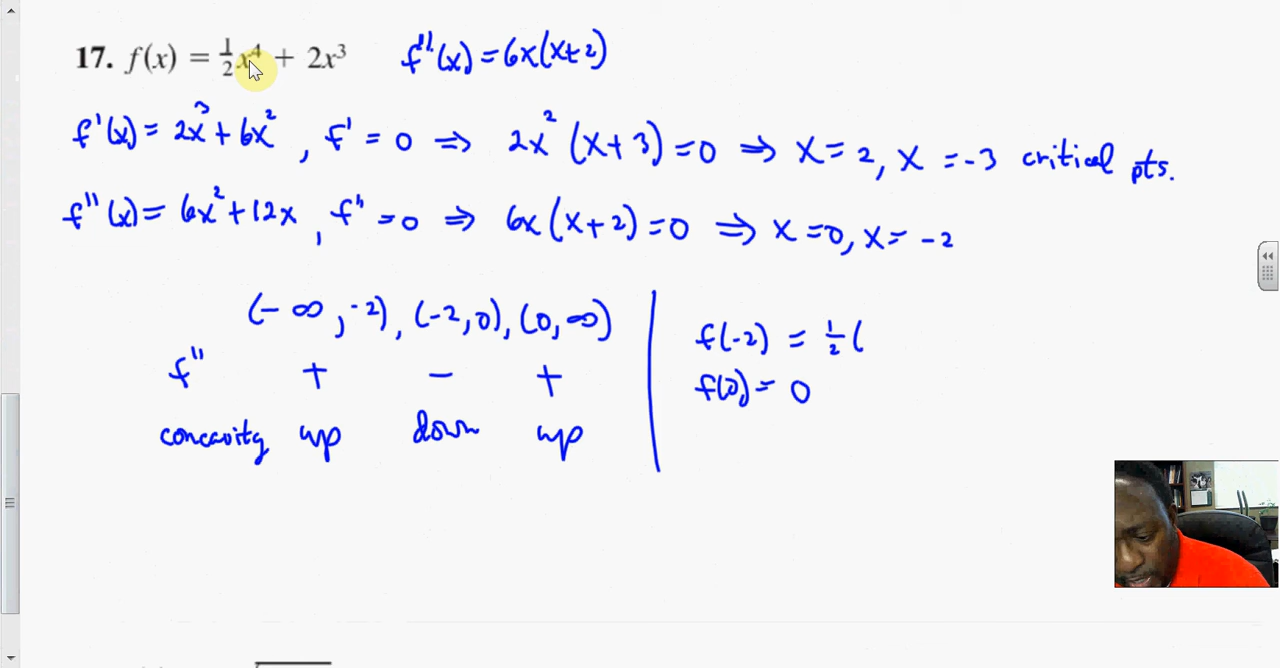 17. f(x) = 1/2x⁴ + 2x³ f''(x) = 6x(x+2)
f'(x) = 2x³ + 6x², f' = 0 ⇒ 2x²(x+3) = 0 ⇒ x = 2, x = -3 critical pts.
f''(x) = 6x² + 12x, f'' = 0 ⇒ 6x(x+2) = 0 ⇒ x = 0, x = -2
(-∞, -2), (-2, 0), (0, ∞)
f'' + - +
concavity up down up
f(-2) = 1/2(
f(0) = 0